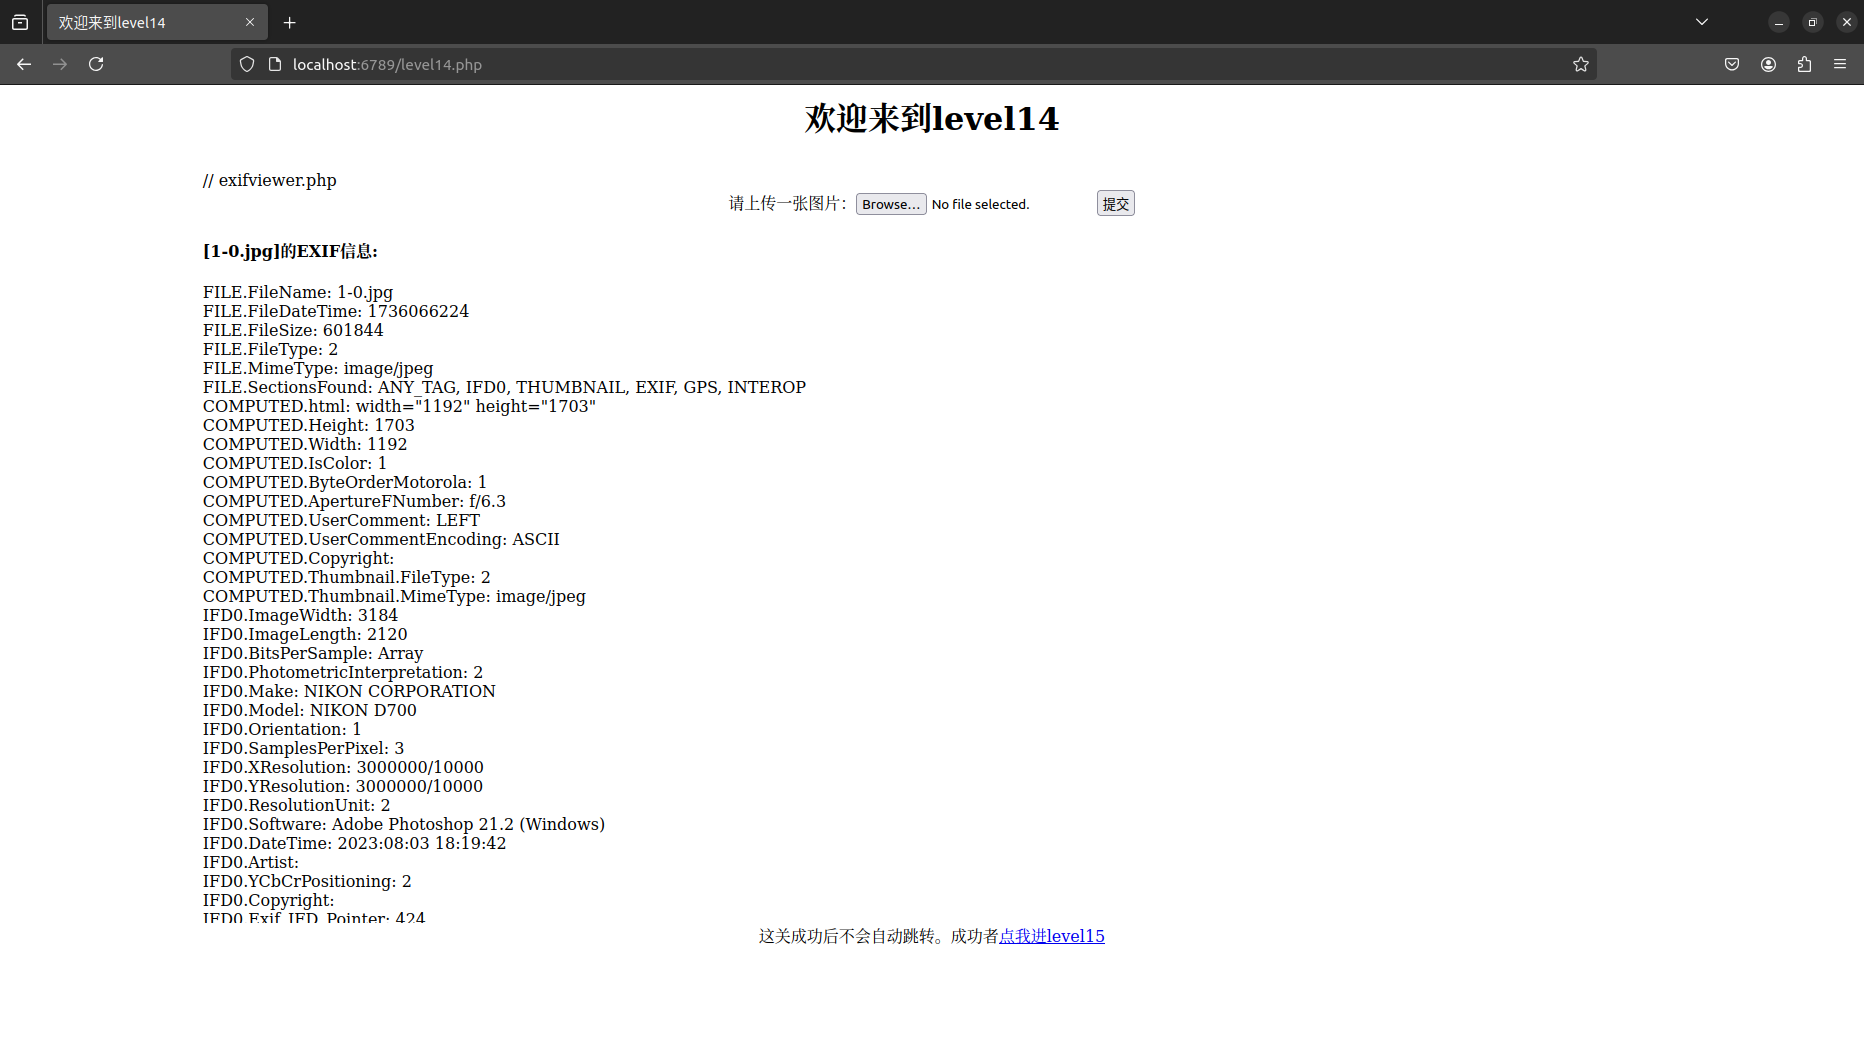 欢迎来到level14
localhost:6789/level14.php
欢迎来到level14
// exifviewer.php
请上传一张图片：Browse... No file selected. 提交
[1-0.jpg]的EXIF信息:
FILE.FileName: 1-0.jpg
FILE.FileDateTime: 1736066224
FILE.FileSize: 601844
FILE.FileType: 2
FILE.MimeType: image/jpeg
FILE.SectionsFound: ANY_TAG, IFD0, THUMBNAIL, EXIF, GPS, INTEROP
COMPUTED.html: width="1192" height="1703"
COMPUTED.Height: 1703
COMPUTED.Width: 1192
COMPUTED.IsColor: 1
COMPUTED.ByteOrderMotorola: 1
COMPUTED.ApertureFNumber: f/6.3
COMPUTED.UserComment: LEFT
COMPUTED.UserCommentEncoding: ASCII
COMPUTED.Copyright:
COMPUTED.Thumbnail.FileType: 2
COMPUTED.Thumbnail.MimeType: image/jpeg
IFD0.ImageWidth: 3184
IFD0.ImageLength: 2120
IFD0.BitsPerSample: Array
IFD0.PhotometricInterpretation: 2
IFD0.Make: NIKON CORPORATION
IFD0.Model: NIKON D700
IFD0.Orientation: 1
IFD0.SamplesPerPixel: 3
IFD0.XResolution: 3000000/10000
IFD0.YResolution: 3000000/10000
IFD0.ResolutionUnit: 2
IFD0.Software: Adobe Photoshop 21.2 (Windows)
IFD0.DateTime: 2023:08:03 18:19:42
IFD0.Artist:
IFD0.YCbCrPositioning: 2
IFD0.Copyright:
IFD0.Exif_IFD_Pointer: 424
这关成功后不会自动跳转。成功者点我进level15